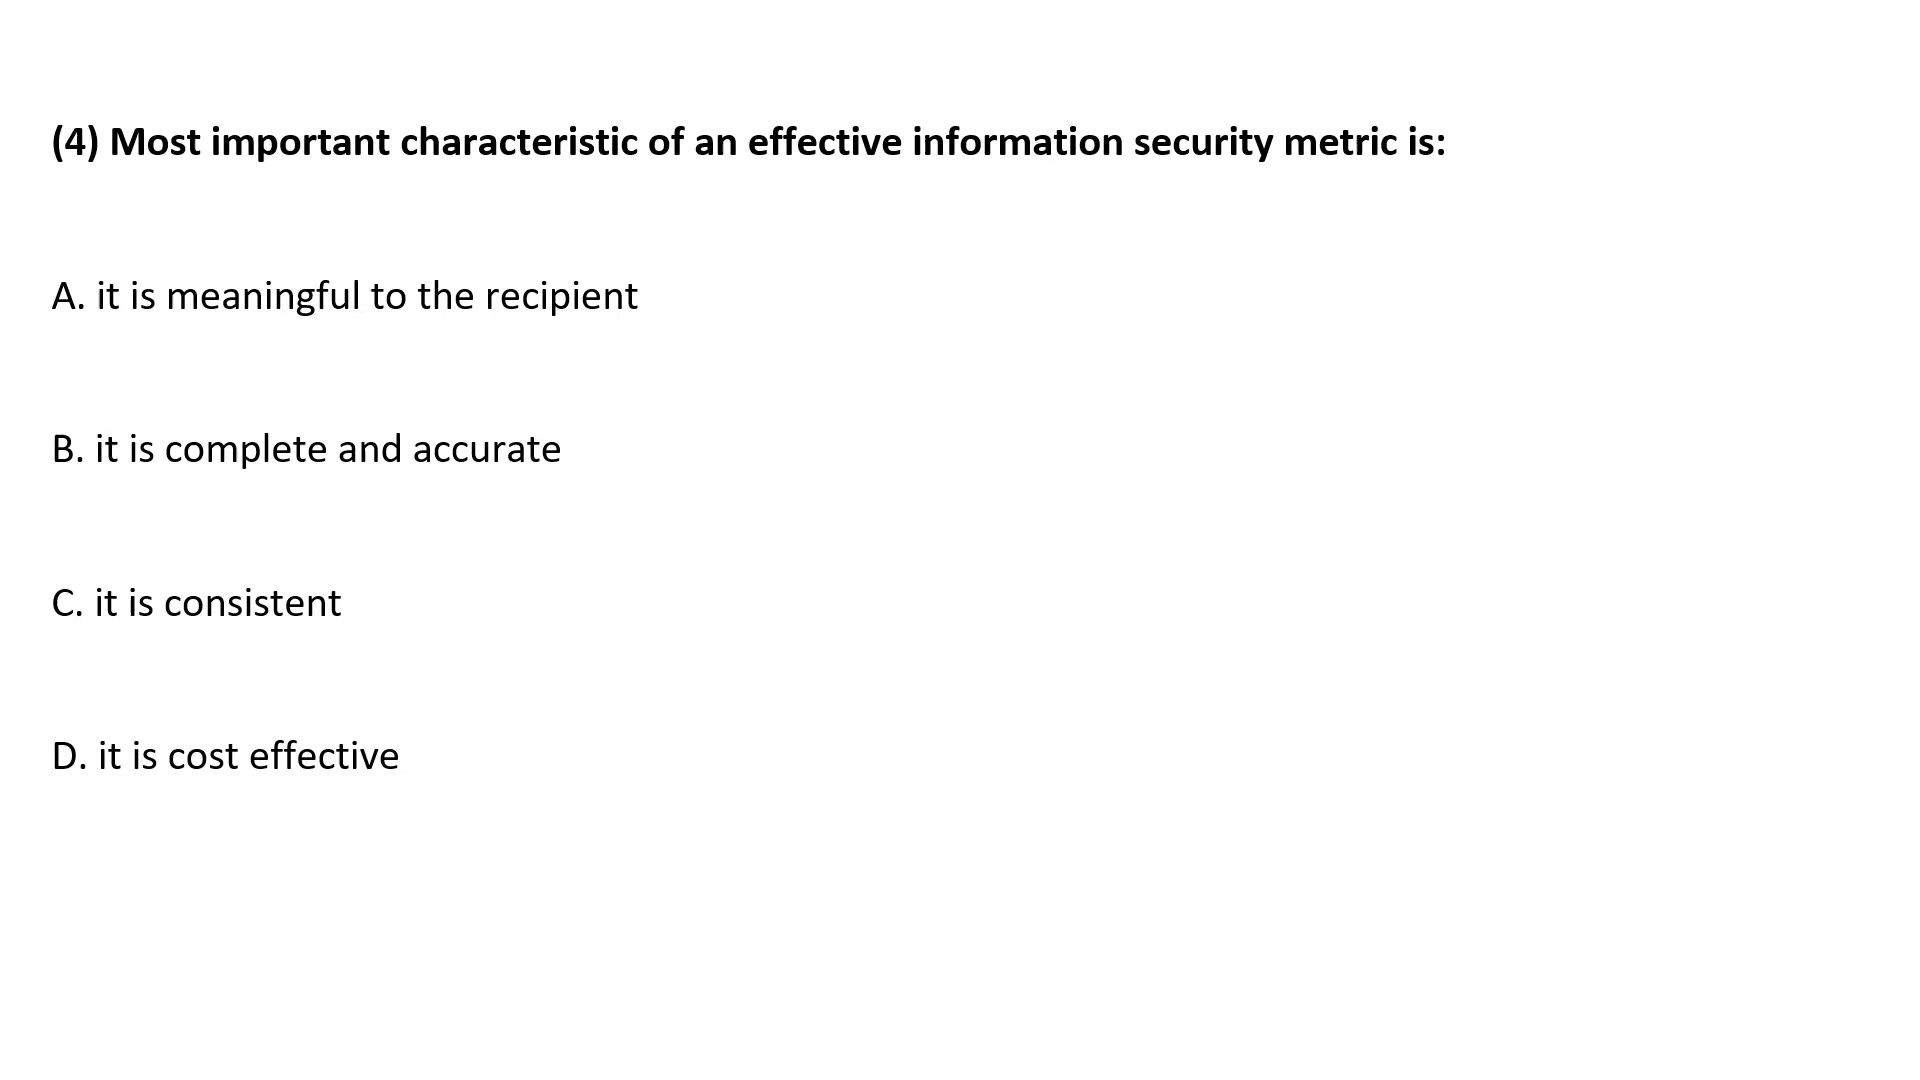 (4) Most important characteristic of an effective information security metric is:
A. it is meaningful to the recipient
B. it is complete and accurate
C. it is consistent
D. it is cost effective